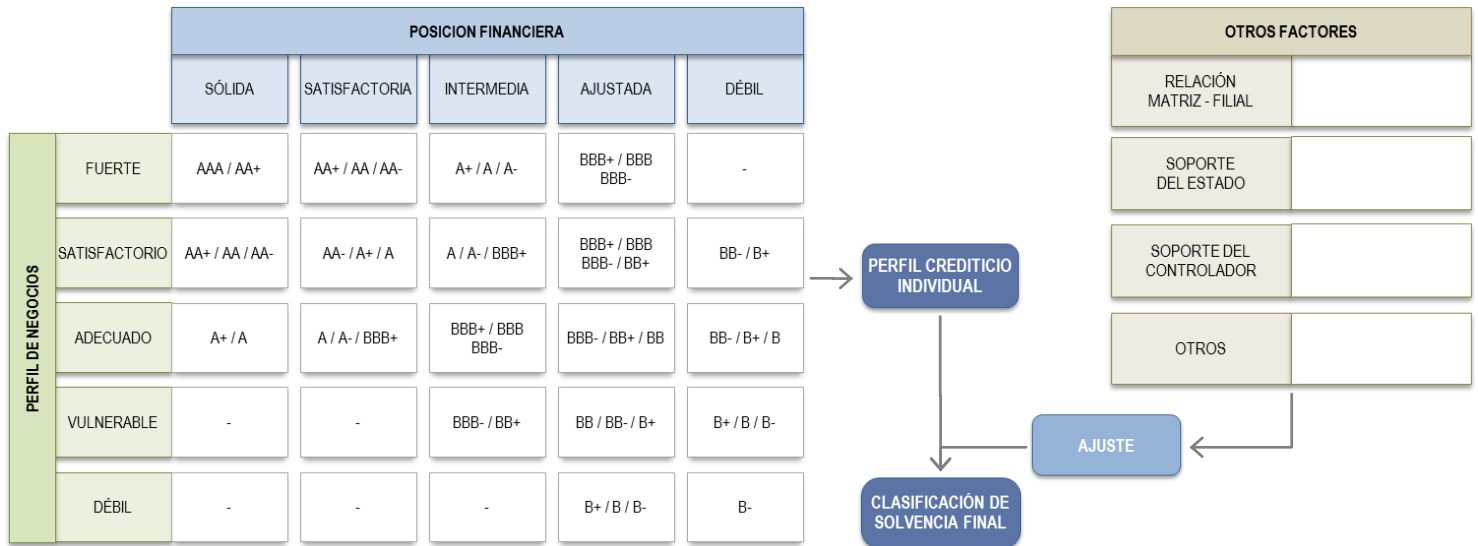 POSICION FINANCIERA
SÓLIDA
SATISFACTORIA
INTERMEDIA
AJUSTADA
DÉBIL
PERFIL DE NEGOCIOS
FUERTE
AAA / AA+
AA+ / AA / AA-
A+ / A / A-
BBB+ / BBB
BBB-
-
SATISFACTORIO
AA+ / AA / AA-
AA- / A+ / A
A / A- / BBB+
BBB+ / BBB
BBB- / BB+
BB- / B+
ADECUADO
A+ / A
A / A- / BBB+
BBB+ / BBB
BBB-
BBB- / BB+ / BB
BB- / B+ / B
VULNERABLE
-
-
BBB- / BB+
BB / BB- / B+
B+ / B / B-
DÉBIL
-
-
-
B+ / B / B-
B-
PERFIL CREDITICIO
INDIVIDUAL
CLASIFICACIÓN DE
SOLVENCIA FINAL
OTROS FACTORES
RELACIÓN
MATRIZ - FILIAL
SOPORTE
DEL ESTADO
SOPORTE DEL
CONTROLADOR
OTROS
AJUSTE